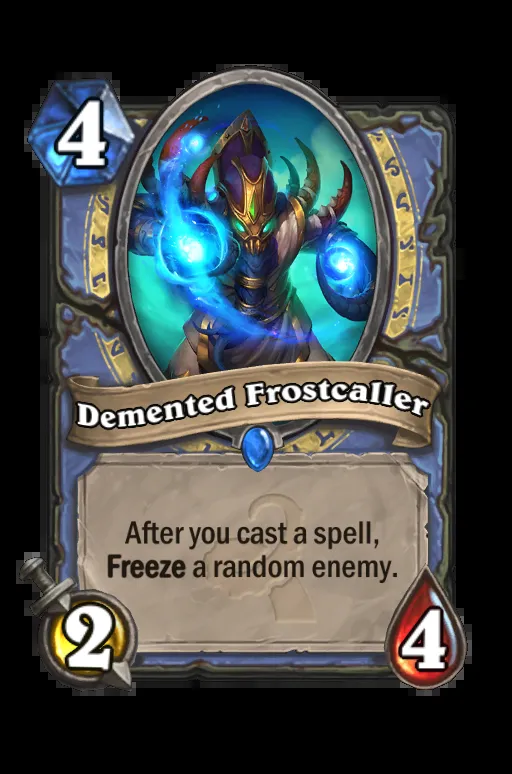 4
Demented Frostcaller
After you cast a spell,
Freeze a random enemy.
2
4